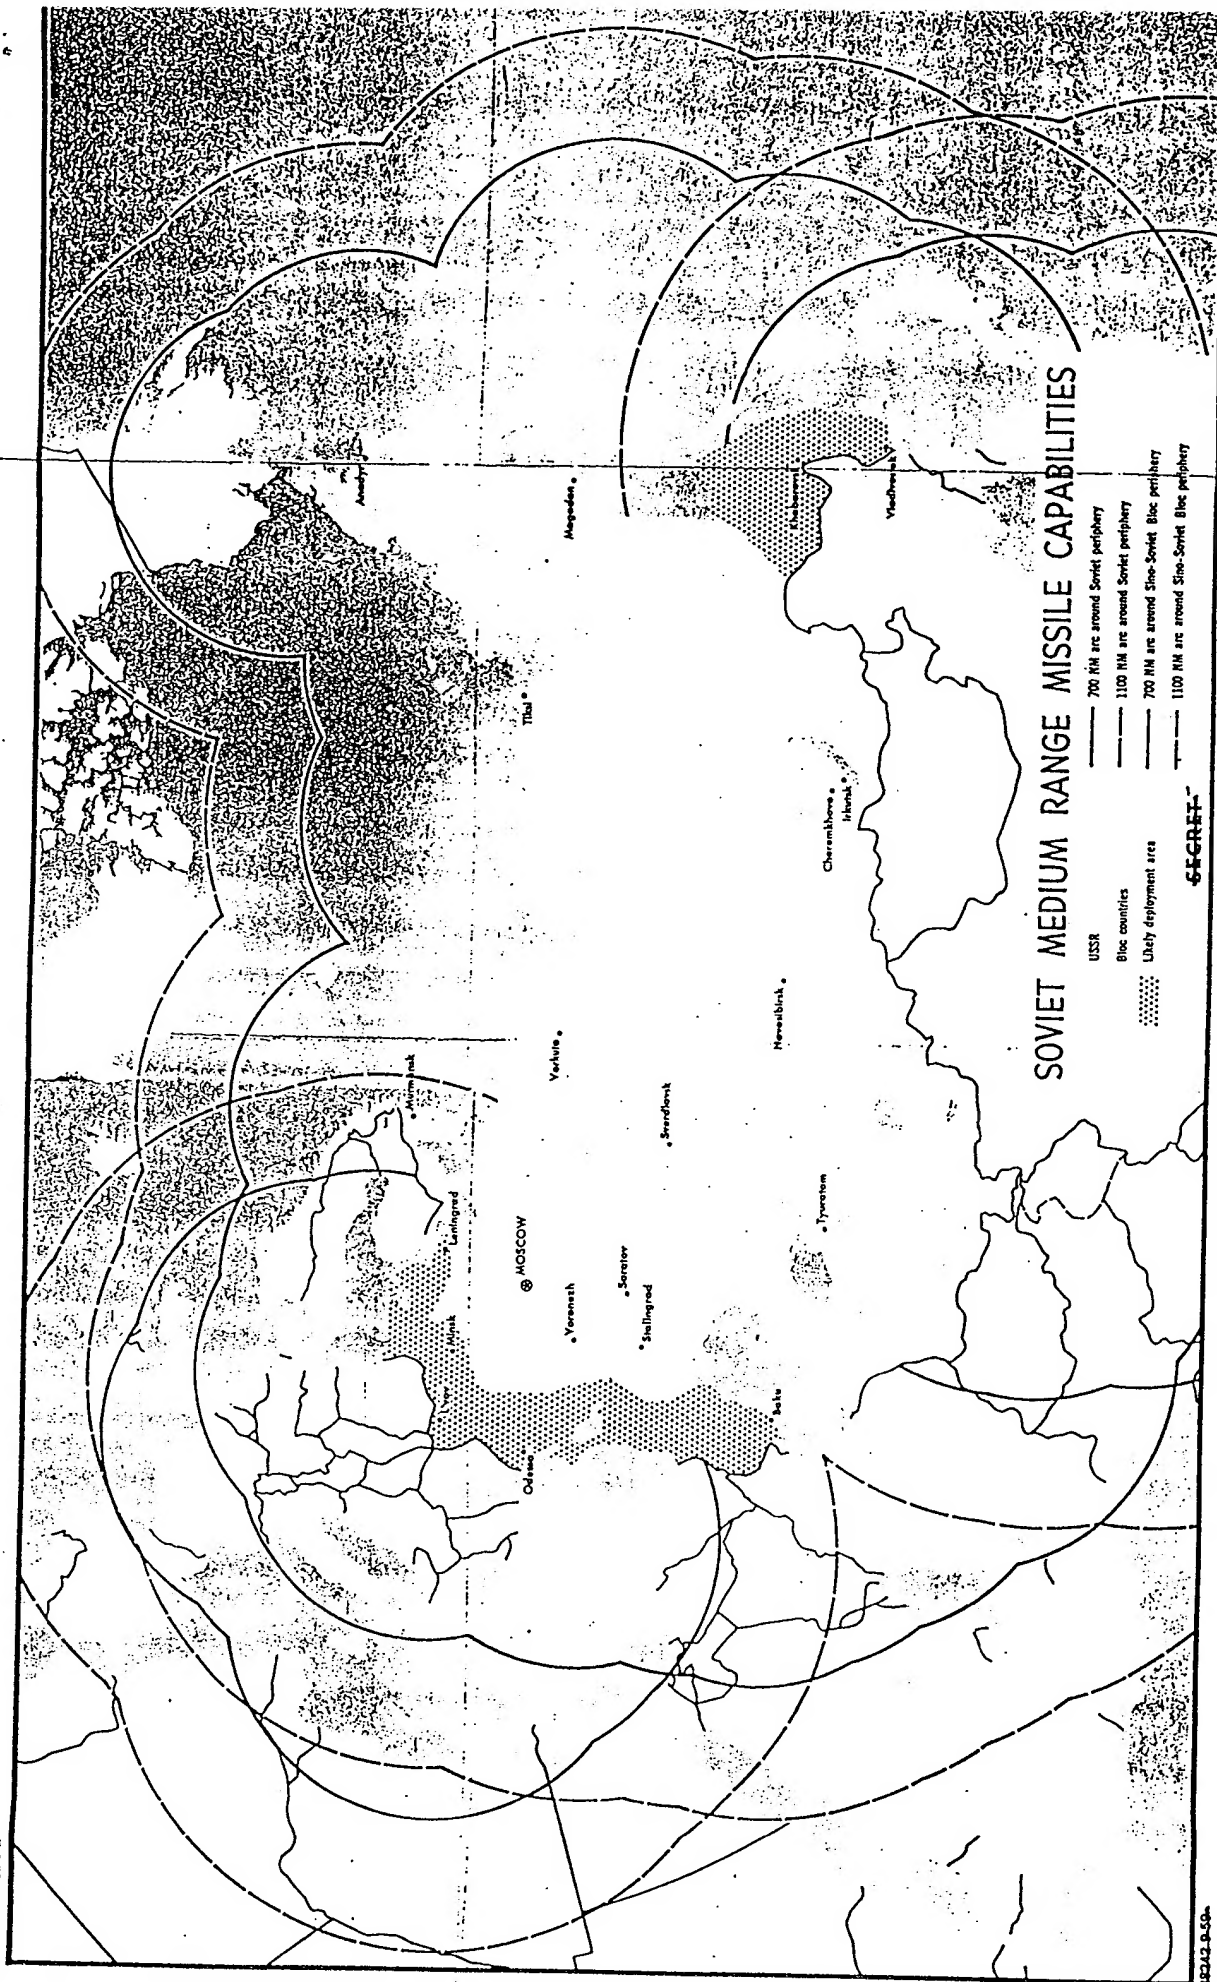 Anadyr
Magadan
Tiksi
Khabarovsk
Vladivostok
Cheremkhovo
Irkutsk
Murmansk
Vorkuta
Novosibirsk
Sverdlovsk
Leningrad
MOSCOW
Tyuratam
Saratov
Voronezh
Stalingrad
Minsk
Baku
Odessa
SOVIET MEDIUM RANGE MISSILE CAPABILITIES
USSR
Bloc countries
Likely deployment area
700 NM arc around Soviet periphery
1100 NM arc around Soviet periphery
700 NM arc around Sino-Soviet Bloc periphery
1100 NM arc around Sino-Soviet Bloc periphery
SECRET